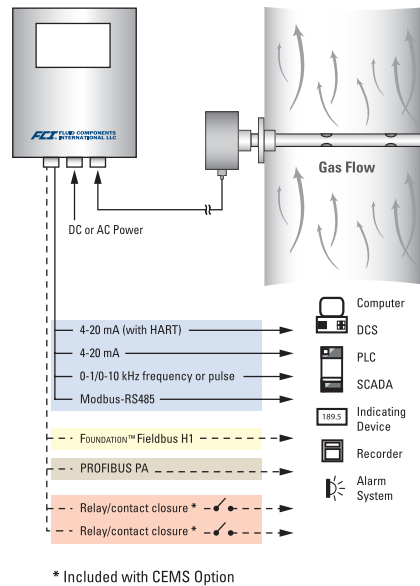 FCI FLUID COMPONENTS
INTERNATIONAL LLC
Gas Flow
DC or AC Power
4-20 mA (with HART)
4-20 mA
0-1/0-10 kHz frequency or pulse
Modbus-RS485
FOUNDATION™ Fieldbus H1
PROFIBUS PA
Relay/contact closure *
Relay/contact closure *
Computer
DCS
PLC
SCADA
189.5
Indicating
Device
Recorder
Alarm
System
* Included with CEMS Option